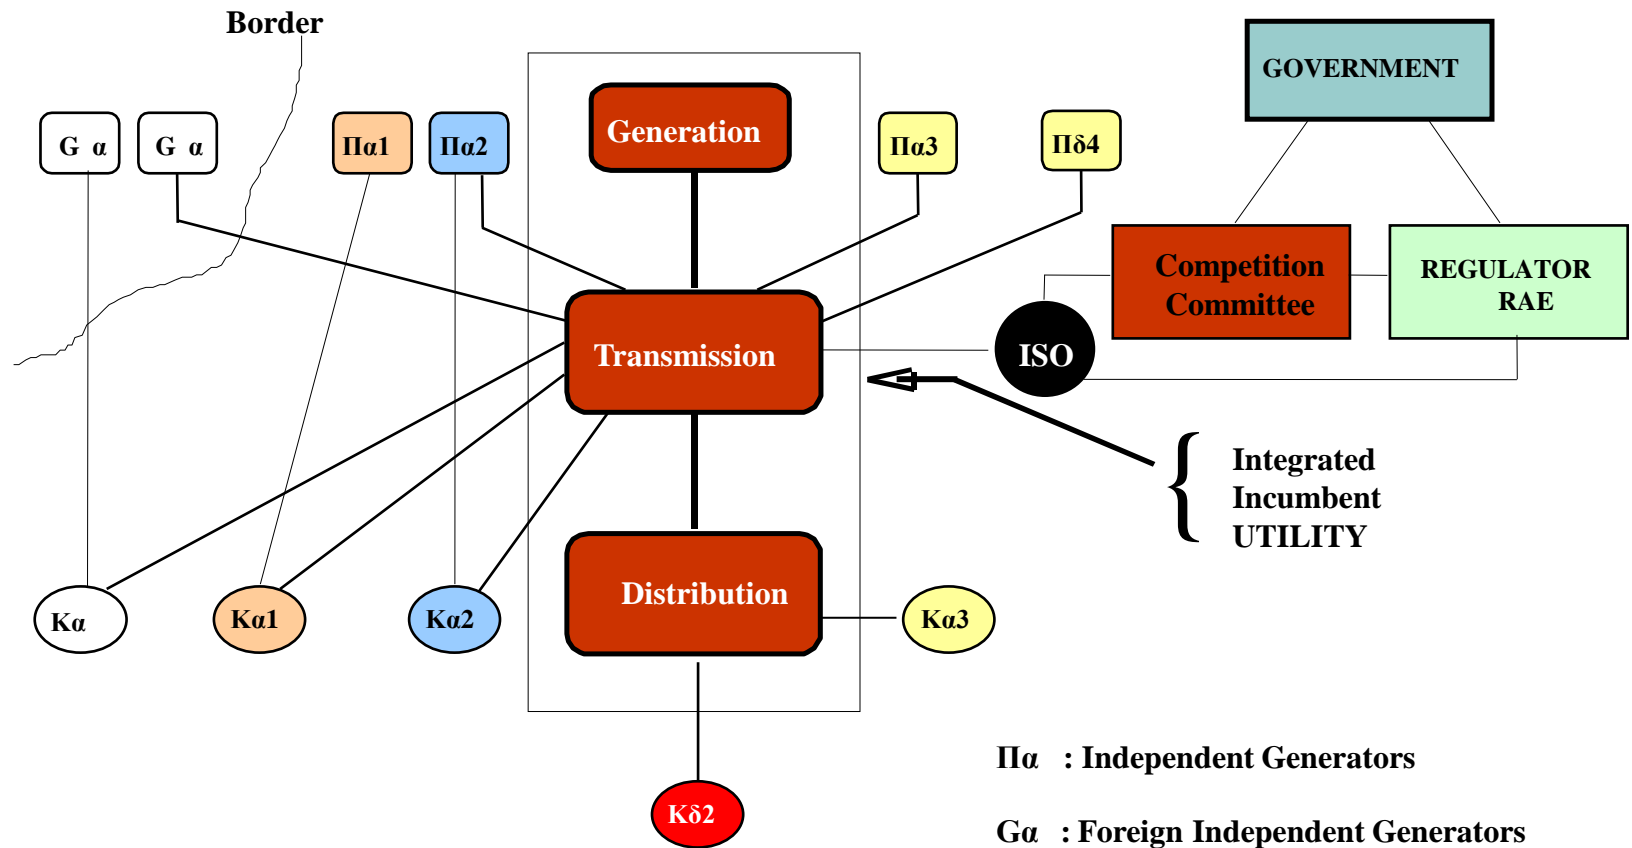 Border
GOVERNMENT
Generation
G α
G α
Πα1
Πα2
Πα3
Πδ4
Competition
Committee
REGULATOR
RAE
Transmission
ISO
Integrated
Incumbent
UTILITY
{
Distribution
Κα
Κα1
Κα2
Κα3
Πα : Independent Generators
Κδ2
Gα : Foreign Independent Generators